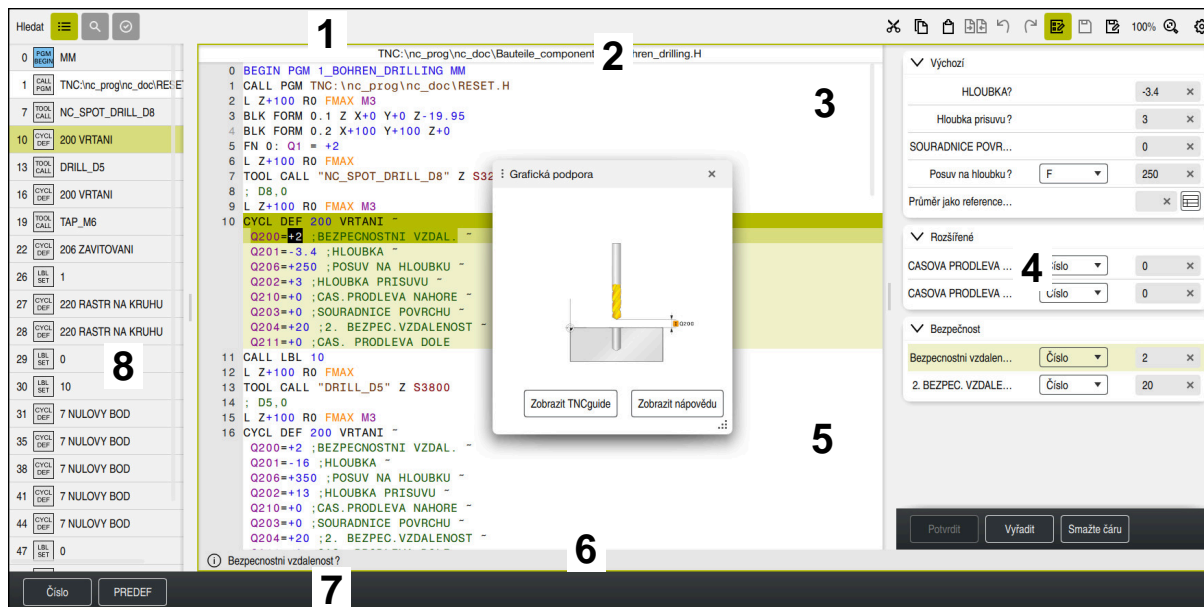 Hledat
1
100%
0 PGM BEGIN MM
1 CALL PGM TNC:\nc_prog\nc_doc\RESE
7 TOOL CALL NC_SPOT_DRILL_D8
10 CYCL DEF 200 VRTANI
13 TOOL CALL DRILL_D5
16 CYCL DEF 200 VRTANI
19 TOOL CALL TAP_M6
22 CYCL DEF 206 ZAVITOVANI
26 LBL SET 1
27 CYCL DEF 220 RASTR NA KRUHU
28 CYCL DEF 220 RASTR NA KRUHU
29 LBL SET 0
8
30 LBL SET 10
31 CYCL DEF 7 NULOVY BOD
35 CYCL DEF 7 NULOVY BOD
38 CYCL DEF 7 NULOVY BOD
41 CYCL DEF 7 NULOVY BOD
44 CYCL DEF 7 NULOVY BOD
47 LBL SET 0
TNC:\nc_prog\nc_doc\Bauteile_component
2
hren_drilling.H
0 BEGIN PGM 1_BOHREN_DRILLING MM
1 CALL PGM TNC:\nc_prog\nc_doc\RESET.H
2 L Z+100 R0 FMAX M3
3 BLK FORM 0.1 Z X+0 Y+0 Z-19.95
4 BLK FORM 0.2 X+100 Y+100 Z+0
5 FN 0: Q1 = +2
6 L Z+100 R0 FMAX
7 TOOL CALL "NC_SPOT_DRILL_D8" Z S32
8 ; D8,0
9 L Z+100 R0 FMAX M3
10 CYCL DEF 200 VRTANI ~
Q200=+2 ;BEZPECNOSTNI VZDAL. ~
Q201=-3.4 ;HLOUBKA ~
Q206=+250 ;POSUV NA HLOUBKU ~
Q202=+3 ;HLOUBKA PRISUVU ~
Q210=+0 ;CAS.PRODLEVA NAHORE ~
Q203=+0 ;SOURADNICE POVRCHU ~
Q204=+20 ;2. BEZPEC.VZDALENOST ~
Q211=+0 ;CAS. PRODLEVA DOLE
11 CALL LBL 10
12 L Z+100 R0 FMAX
13 TOOL CALL "DRILL_D5" Z S3800
14 ; D5,0
15 L Z+100 R0 FMAX M3
16 CYCL DEF 200 VRTANI ~
Q200=+2 ;BEZPECNOSTNI VZDAL. ~
Q201=-16 ;HLOUBKA ~
Q206=+350 ;POSUV NA HLOUBKU ~
Q202=+13 ;HLOUBKA PRISUVU ~
Q210=+0 ;CAS.PRODLEVA NAHORE ~
Q203=+0 ;SOURADNICE POVRCHU ~
Q204=+20 ;2. BEZPEC.VZDALENOST ~
3
5
Grafická podpora ×
Q200
Zobrazit TNCguide
Zobrazit nápovědu
Výchozí
HLOUBKA? -3.4 ×
Hloubka prisuvu? 3 ×
SOURADNICE POVR... 0 ×
Posuv na hloubku? F 250 ×
Průměr jako reference... ×
Rozšířené
4
CASOVA PRODLEVA ... íslo 0 ×
CASOVA PRODLEVA ... Číslo 0 ×
Bezpečnost
Bezpecnostni vzdalen... Číslo 2 ×
2. BEZPEC. VZDALE... Číslo 20 ×
Potvrdit
Vyřadit
Smažte čáru
6
Bezpecnostni vzdalenost?
7
Číslo
PREDEF